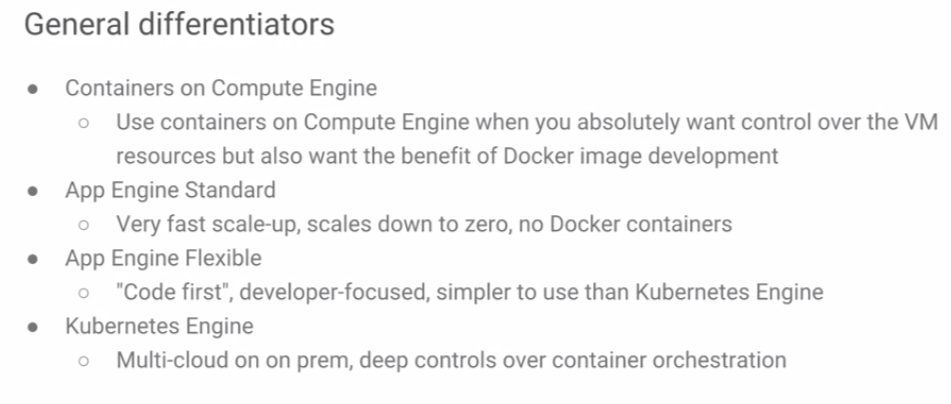 General differentiators
● Containers on Compute Engine
○ Use containers on Compute Engine when you absolutely want control over the VM
resources but also want the benefit of Docker image development
● App Engine Standard
○ Very fast scale-up, scales down to zero, no Docker containers
● App Engine Flexible
○ "Code first", developer-focused, simpler to use than Kubernetes Engine
● Kubernetes Engine
○ Multi-cloud on on prem, deep controls over container orchestration